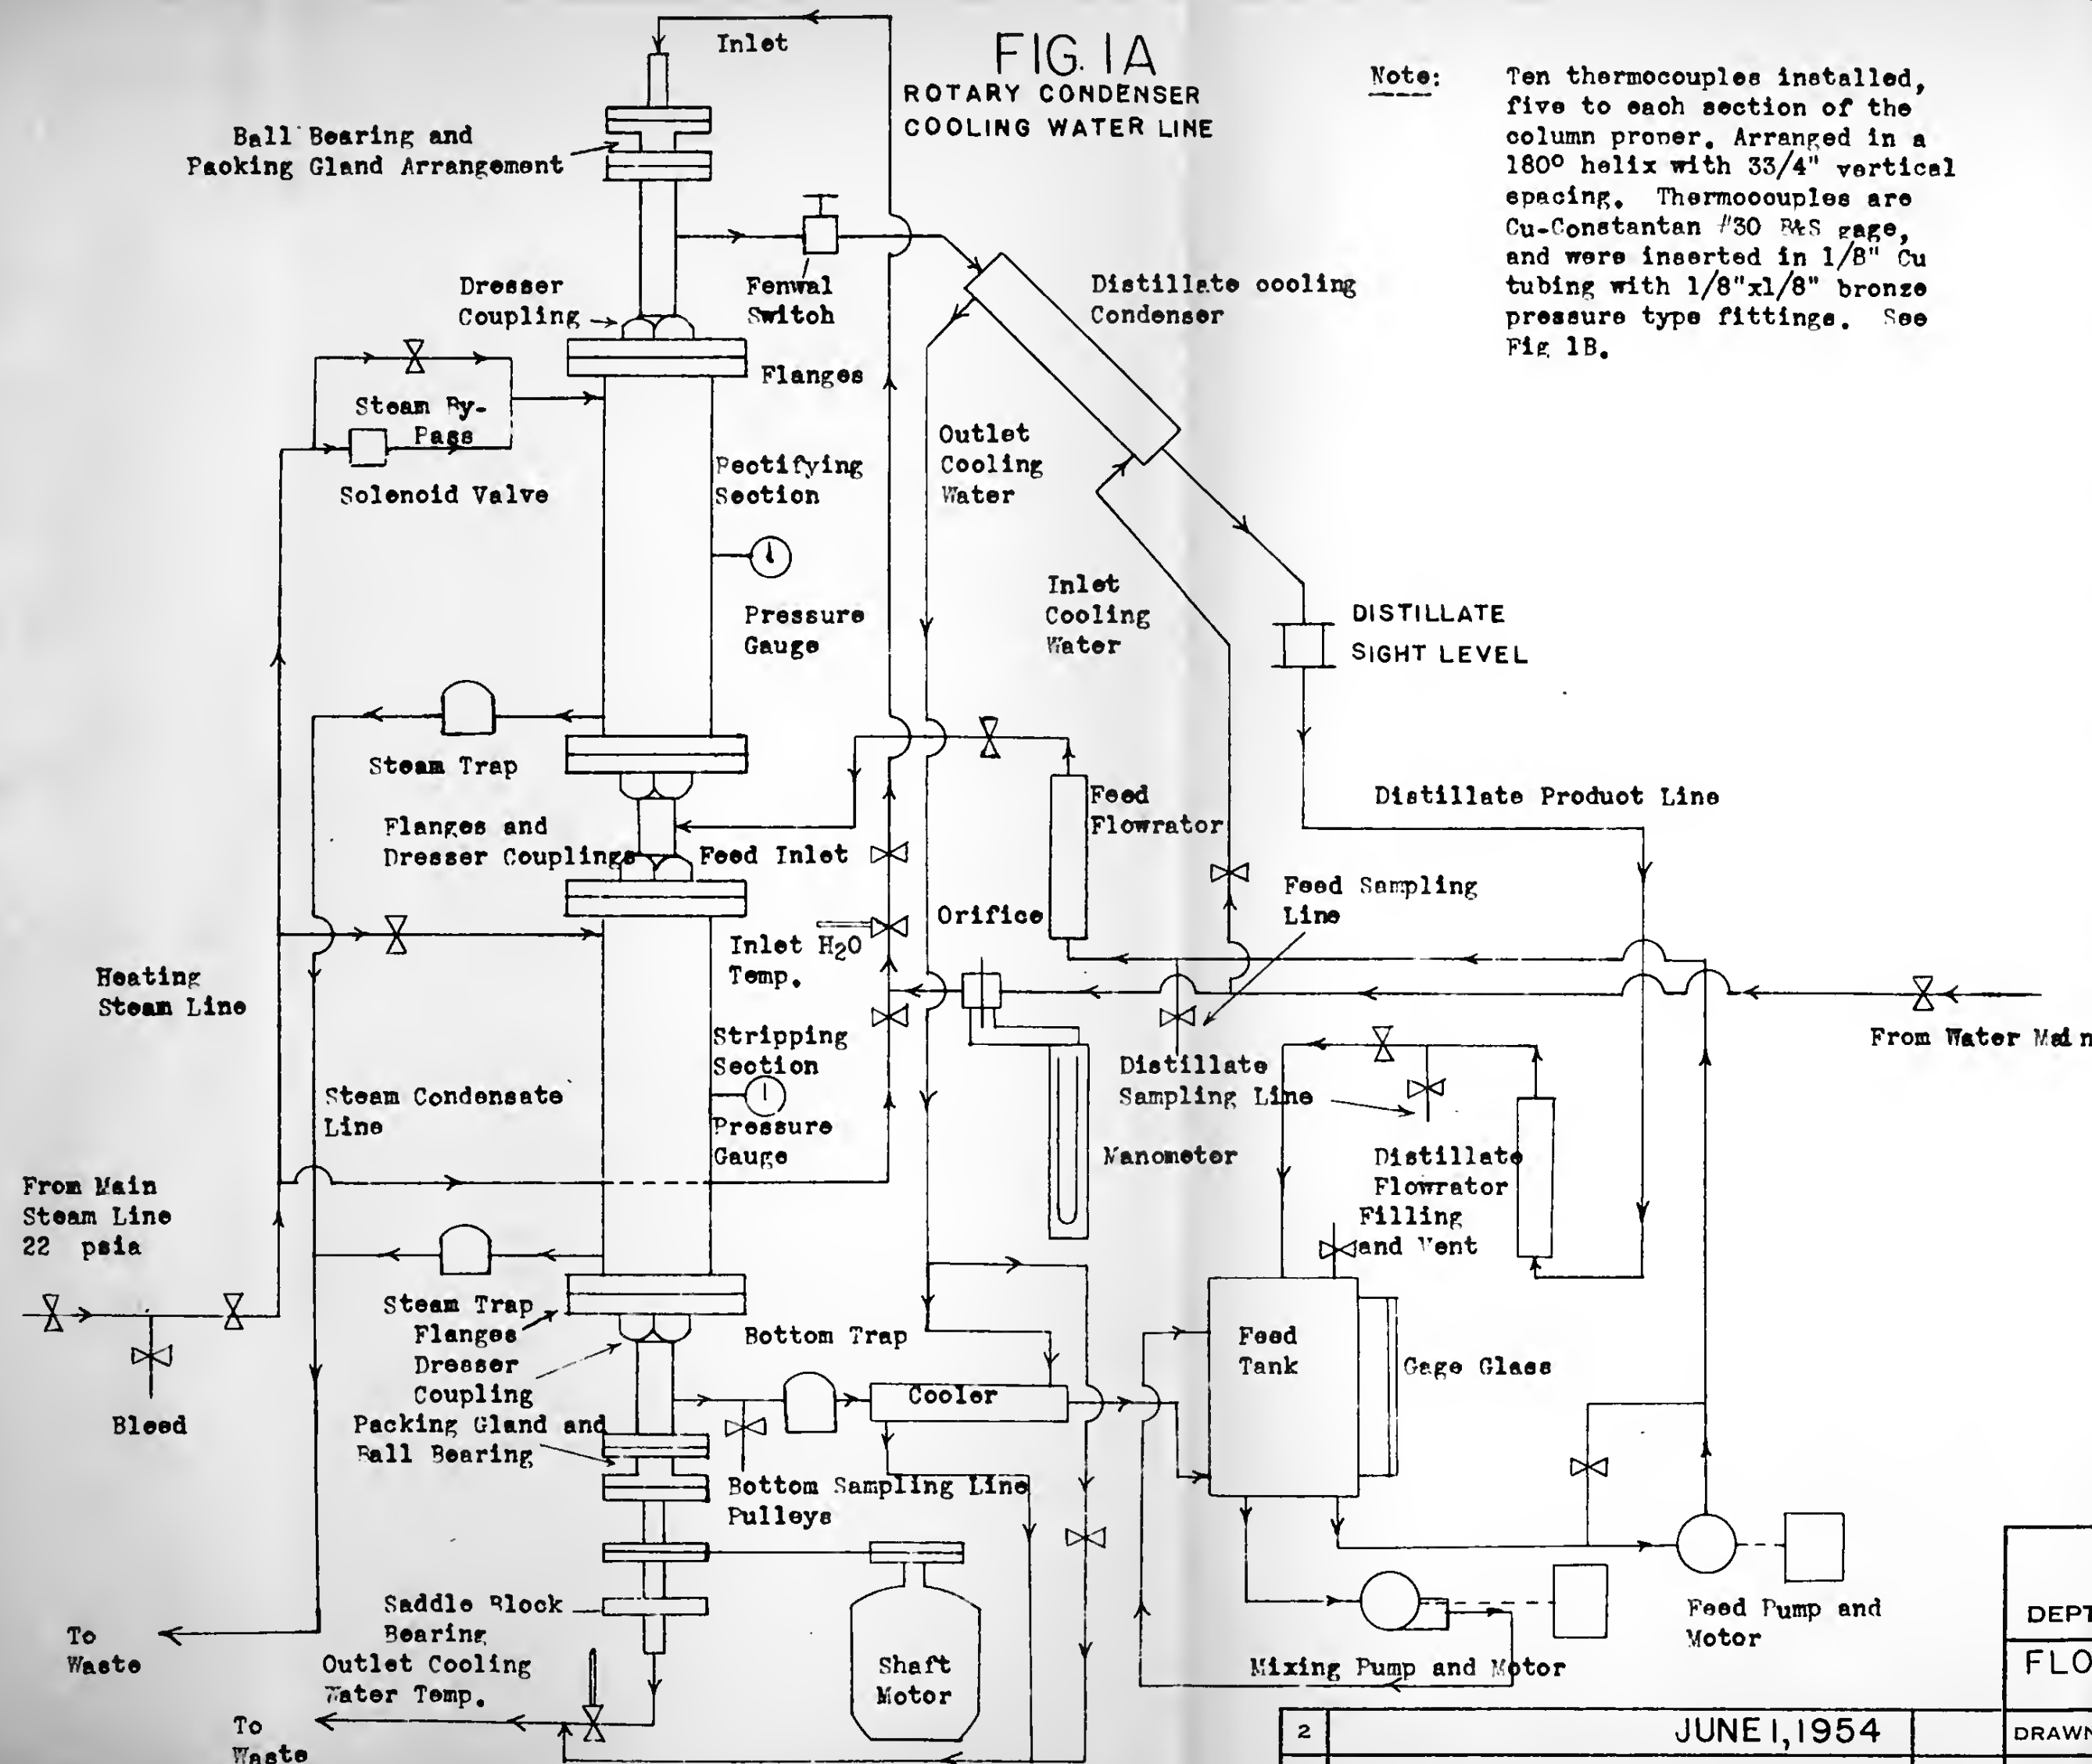 FIG. 1A
ROTARY CONDENSER
COOLING WATER LINE
Note:
Ten thermocouples installed,
five to each section of the
column proper. Arranged in a
180° helix with 33/4" vertical
spacing. Thermocouples are
Cu-Constantan #30 B&S gage,
and were inserted in 1/8" Cu
tubing with 1/8"x1/8" bronze
pressure type fittings. See
Fig 1B.
Inlet
Ball Bearing and
Packing Gland Arrangement
Dresser
Coupling
Fenwal
Switch
Distillate cooling
Condenser
Flanges
Steam By-
Pass
Solenoid Valve
Rectifying
Section
Outlet
Cooling
Water
Pressure
Gauge
Inlet
Cooling
Water
DISTILLATE
SIGHT LEVEL
Steam Trap
Feed
Flowrator
Distillate Product Line
Flanges and
Dresser Couplings
Feed Inlet
Feed Sampling
Line
Orifice
Inlet H2O
Temp.
Heating
Steam Line
From Water Main
Stripping
Section
Distillate
Sampling Line
Steam Condensate
Line
Pressure
Gauge
Manometer
Distillate
Flowrator
Filling
and Vent
From Main
Steam Line
22 psia
Steam Trap
Flanges
Dresser
Coupling
Bottom Trap
Feed
Tank
Gage Glass
Cooler
Bleed
Packing Gland and
Ball Bearing
Bottom Sampling Line
Pulleys
Saddle Block
Bearing
Feed Pump and
Motor
To
Waste
Outlet Cooling
Water Temp.
Shaft
Motor
Mixing Pump and Motor
To
Waste
DEPT
FLO
2
JUNE 1, 1954
DRAWN